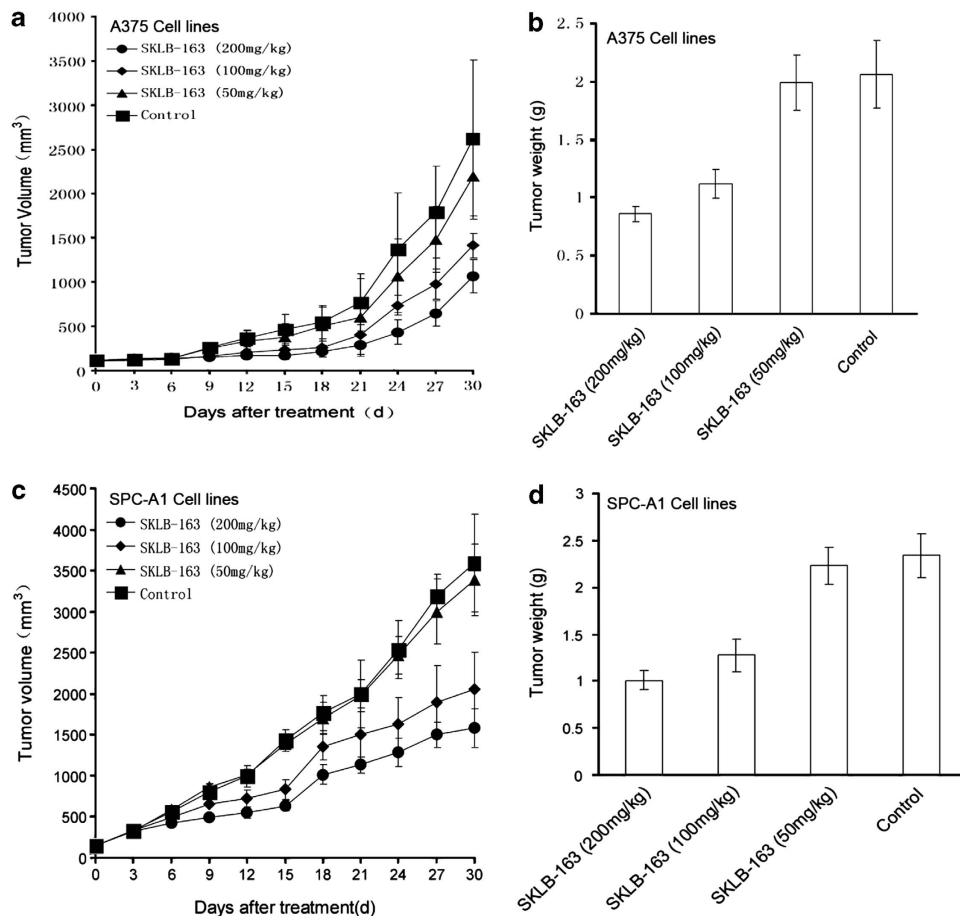 a
A375 Cell lines
SKLB-163 (200mg/kg)
SKLB-163 (100mg/kg)
SKLB-163 (50mg/kg)
Control
Tumor Volume (mm3)
4000
3500
3000
2500
2000
1500
1000
500
0
0 3 6 9 12 15 18 21 24 27 30
Days after treatment (d)
b
A375 Cell lines
Tumor weight (g)
2.5
2
1.5
1
0.5
0
SKLB-163 (200mg/kg)
SKLB-163 (100mg/kg)
SKLB-163 (50mg/kg)
Control
c
SPC-A1 Cell lines
SKLB-163 (200mg/kg)
SKLB-163 (100mg/kg)
SKLB-163 (50mg/kg)
Control
Tumor volume (mm3)
4500
4000
3500
3000
2500
2000
1500
1000
500
0
0 3 6 9 12 15 18 21 24 27 30
Days after treatment(d)
d
SPC-A1 Cell lines
Tumor weight (g)
3
2.5
2
1.5
1
0.5
0
SKLB-163 (200mg/kg)
SKLB-163 (100mg/kg)
SKLB-163 (50mg/kg)
Control